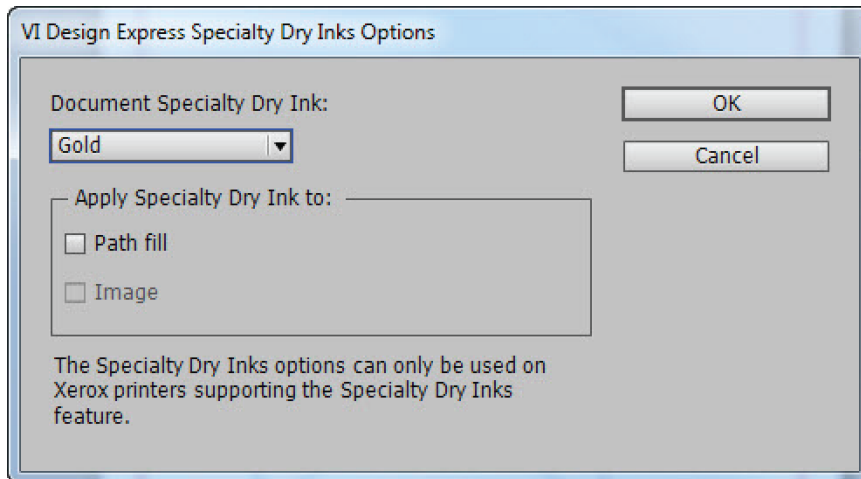 VI Design Express Specialty Dry Inks Options
Document Specialty Dry Ink:
Gold
OK
Cancel
Apply Specialty Dry Ink to:
Path fill
Image
The Specialty Dry Inks options can only be used on
Xerox printers supporting the Specialty Dry Inks
feature.